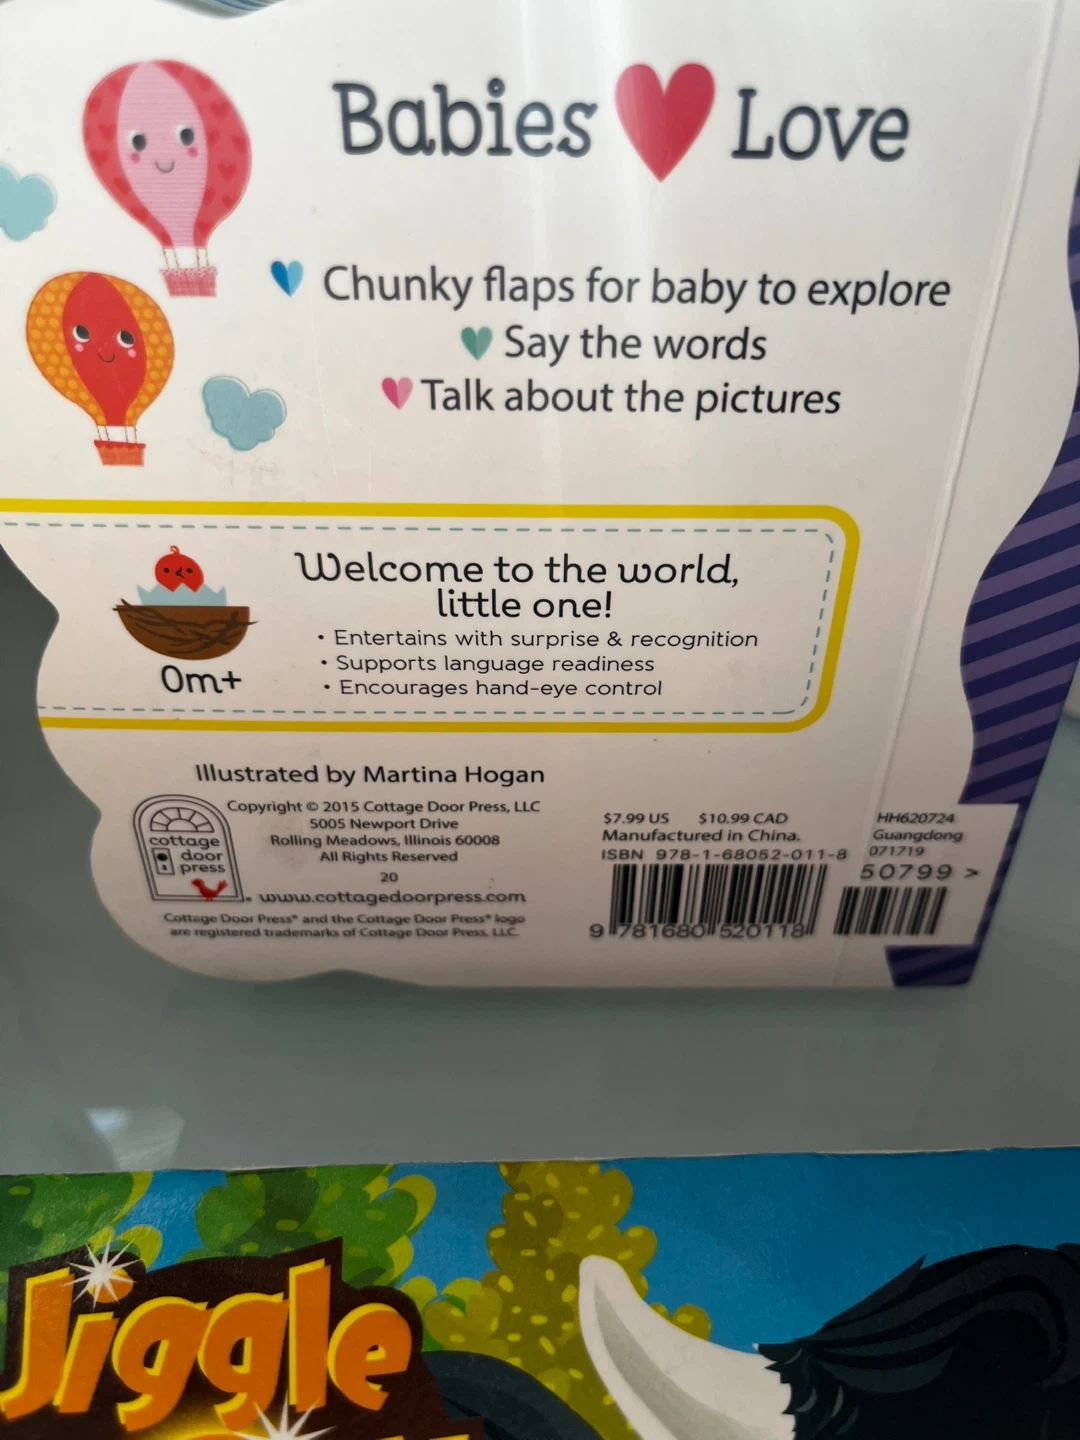 Babies Love
Chunky flaps for baby to explore
Say the words
Talk about the pictures
Welcome to the world,
little one!
• Entertains with surprise & recognition
• Supports language readiness
• Encourages hand-eye control
0m+
Illustrated by Martina Hogan
cottage
door
press
Copyright © 2015 Cottage Door Press, LLC
5005 Newport Drive
Rolling Meadows, Illinois 60008
All Rights Reserved
20
www.cottagedoorpress.com
Cottage Door Press® and the Cottage Door Press® logo
are registered trademarks of Cottage Door Press, LLC.
$7.99 US $10.99 CAD
Manufactured in China.
ISBN 978-1-68052-011-8
9 781680 520118
HH620724
Guangdong
071719
50799 >
Jiggle